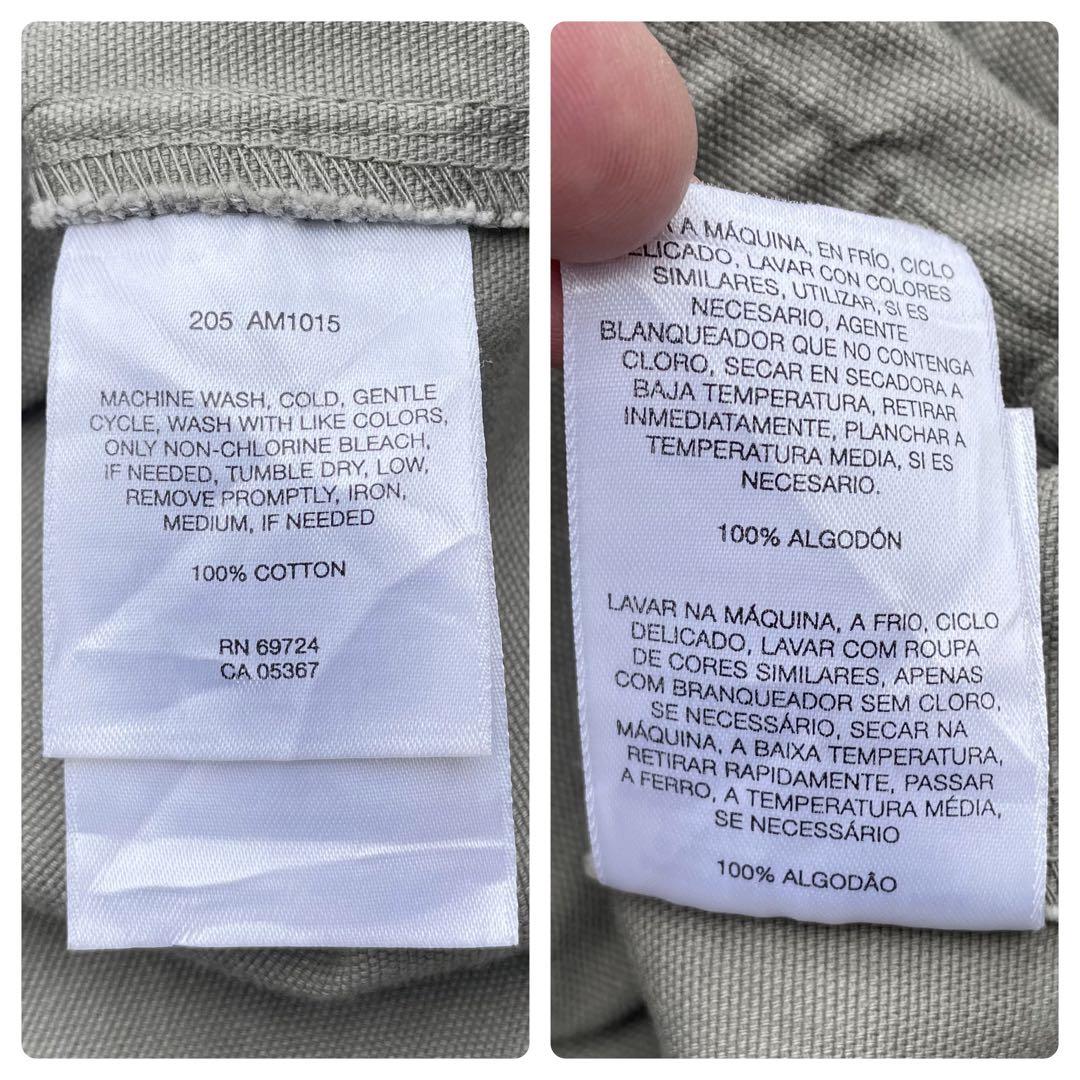 205 AM1015
MACHINE WASH, COLD, GENTLE
CYCLE, WASH WITH LIKE COLORS,
ONLY NON-CHLORINE BLEACH,
IF NEEDED, TUMBLE DRY, LOW,
REMOVE PROMPTLY, IRON,
MEDIUM, IF NEEDED
100% COTTON
RN 69724
CA 05367
A MÁQUINA, EN FRÍO, CICLO
LAVAR CON COLORES
SIMILARES, UTILIZAR, SI ES
NECESARIO, AGENTE
BLANQUEADOR QUE NO CONTENGA
CLORO, SECAR EN SECADORA A
BAJA TEMPERATURA, RETIRAR
INMEDIATAMENTE, PLANCHAR A
TEMPERATURA MEDIA, SI ES
NECESARIO.
100% ALGODÓN
LAVAR NA MÁQUINA, A FRIO, CICLO
DELICADO, LAVAR COM ROUPA
DE CORES SIMILARES, APENAS
COM BRANQUEADOR SEM CLORO,
SE NECESSÁRIO, SECAR NA
MÁQUINA, A BAIXA TEMPERATURA,
RETIRAR RAPIDAMENTE, PASSAR
A FERRO, A TEMPERATURA MÉDIA,
SE NECESSÁRIO
100% ALGODÃO